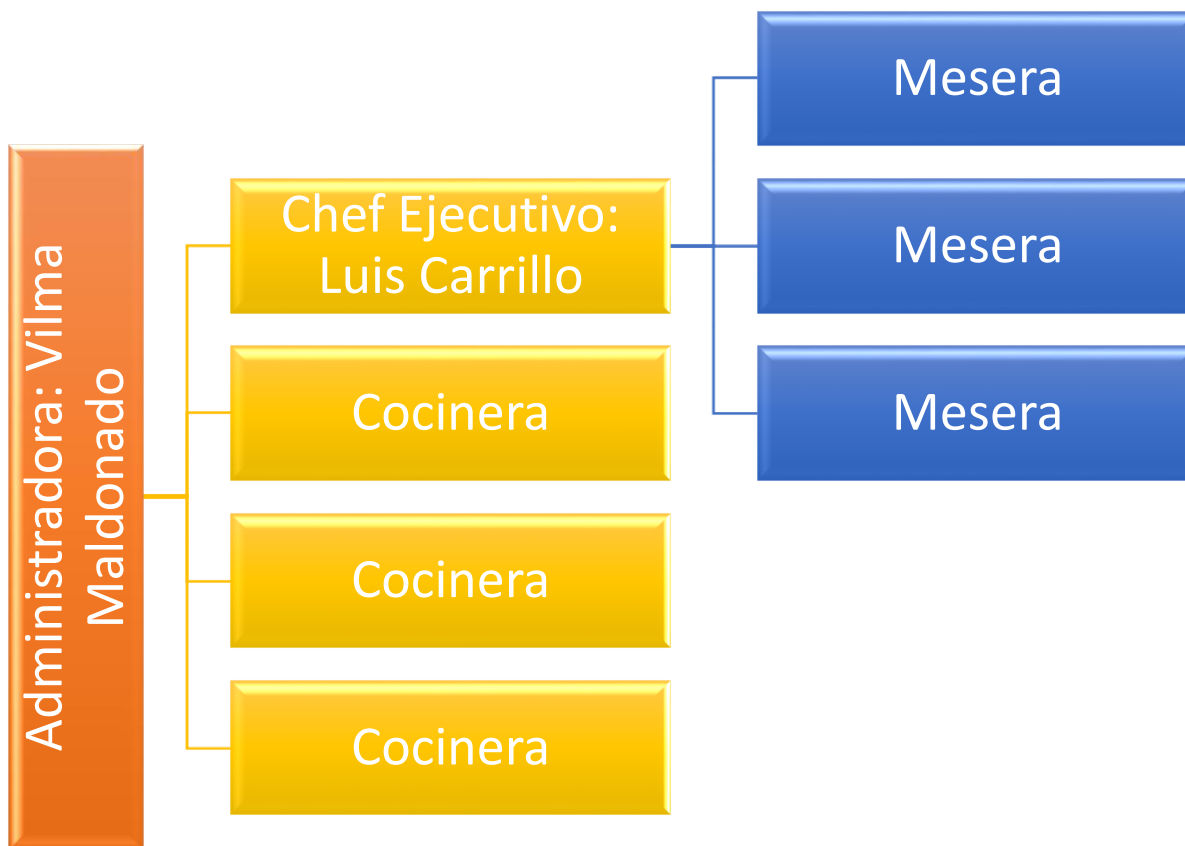 Administradora: Vilma
Maldonado
Chef Ejecutivo:
Luis Carrillo
Cocinera
Cocinera
Cocinera
Mesera
Mesera
Mesera